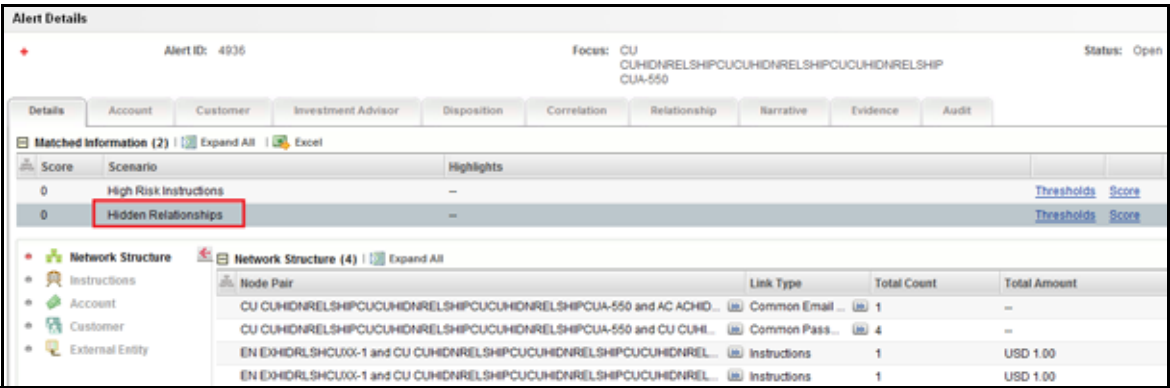 Alert Details
Alert ID: 4936 Focus: CU Status: Open
CUHIDNRELSHIPCUCUHIDNRELSHIPCUCUHIDNRELSHIP
CUA-550
Details Account Customer Investment Advisor Disposition Correlation Relationship Narrative Evidence Audit
Matched Information (2) | Expand All | Excel
Score Scenario Highlights
0 High Risk Instructions -- Thresholds Score
0 Hidden Relationships -- Thresholds Score
Network Structure
Instructions
Account
Customer
External Entity
Network Structure (4) | Expand All
Node Pair Link Type Total Count Total Amount
CU CUHIDNRELSHIPCUCUHIDNRELSHIPCUCUHIDNRELSHIPCUA-550 and AC ACHID... Common Email ... 1 --
CU CUHIDNRELSHIPCUCUHIDNRELSHIPCUCUHIDNRELSHIPCUA-550 and CU CUHI... Common Pass... 4 --
EN EXHIDRLSHCUXX-1 and CU CUHIDNRELSHIPCUCUHIDNRELSHIPCUCUHIDNREL... Instructions 1 USD 1.00
EN EXHIDRLSHCUXX-1 and CU CUHIDNRELSHIPCUCUHIDNRELSHIPCUCUHIDNREL... Instructions 1 USD 1.00